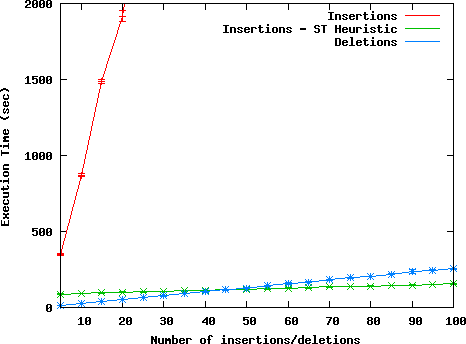 2000
1500
1000
500
0
Execution Time (sec)
Insertions
Insertions - ST Heuristic
Deletions
10 20 30 40 50 60 70 80 90 100
Number of insertions/deletions